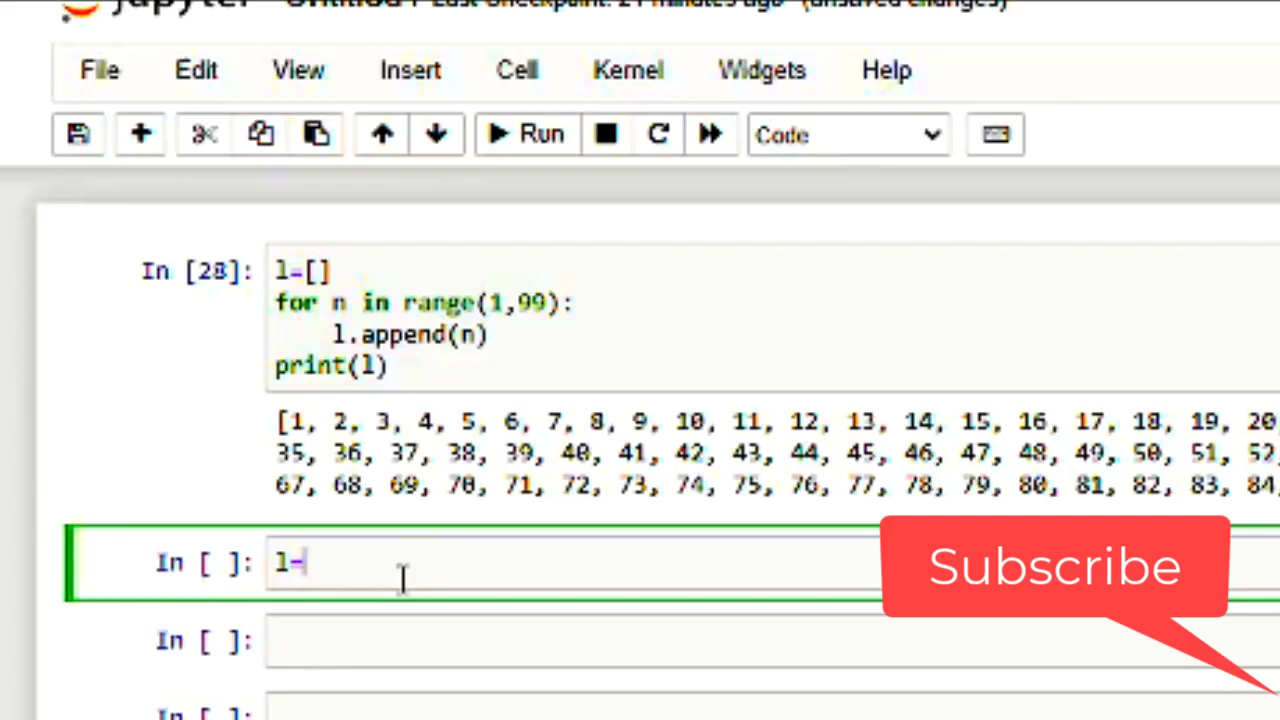 File Edit View Insert Cell Kernel Widgets Help
Run Code
In [28]: l=[]
for n in range(1,99):
l.append(n)
print(l)
[1, 2, 3, 4, 5, 6, 7, 8, 9, 10, 11, 12, 13, 14, 15, 16, 17, 18, 19, 20,
35, 36, 37, 38, 39, 40, 41, 42, 43, 44, 45, 46, 47, 48, 49, 50, 51, 52,
67, 68, 69, 70, 71, 72, 73, 74, 75, 76, 77, 78, 79, 80, 81, 82, 83, 84,
In [ ]: l=
Subscribe
In [ ]:
In [ ]: